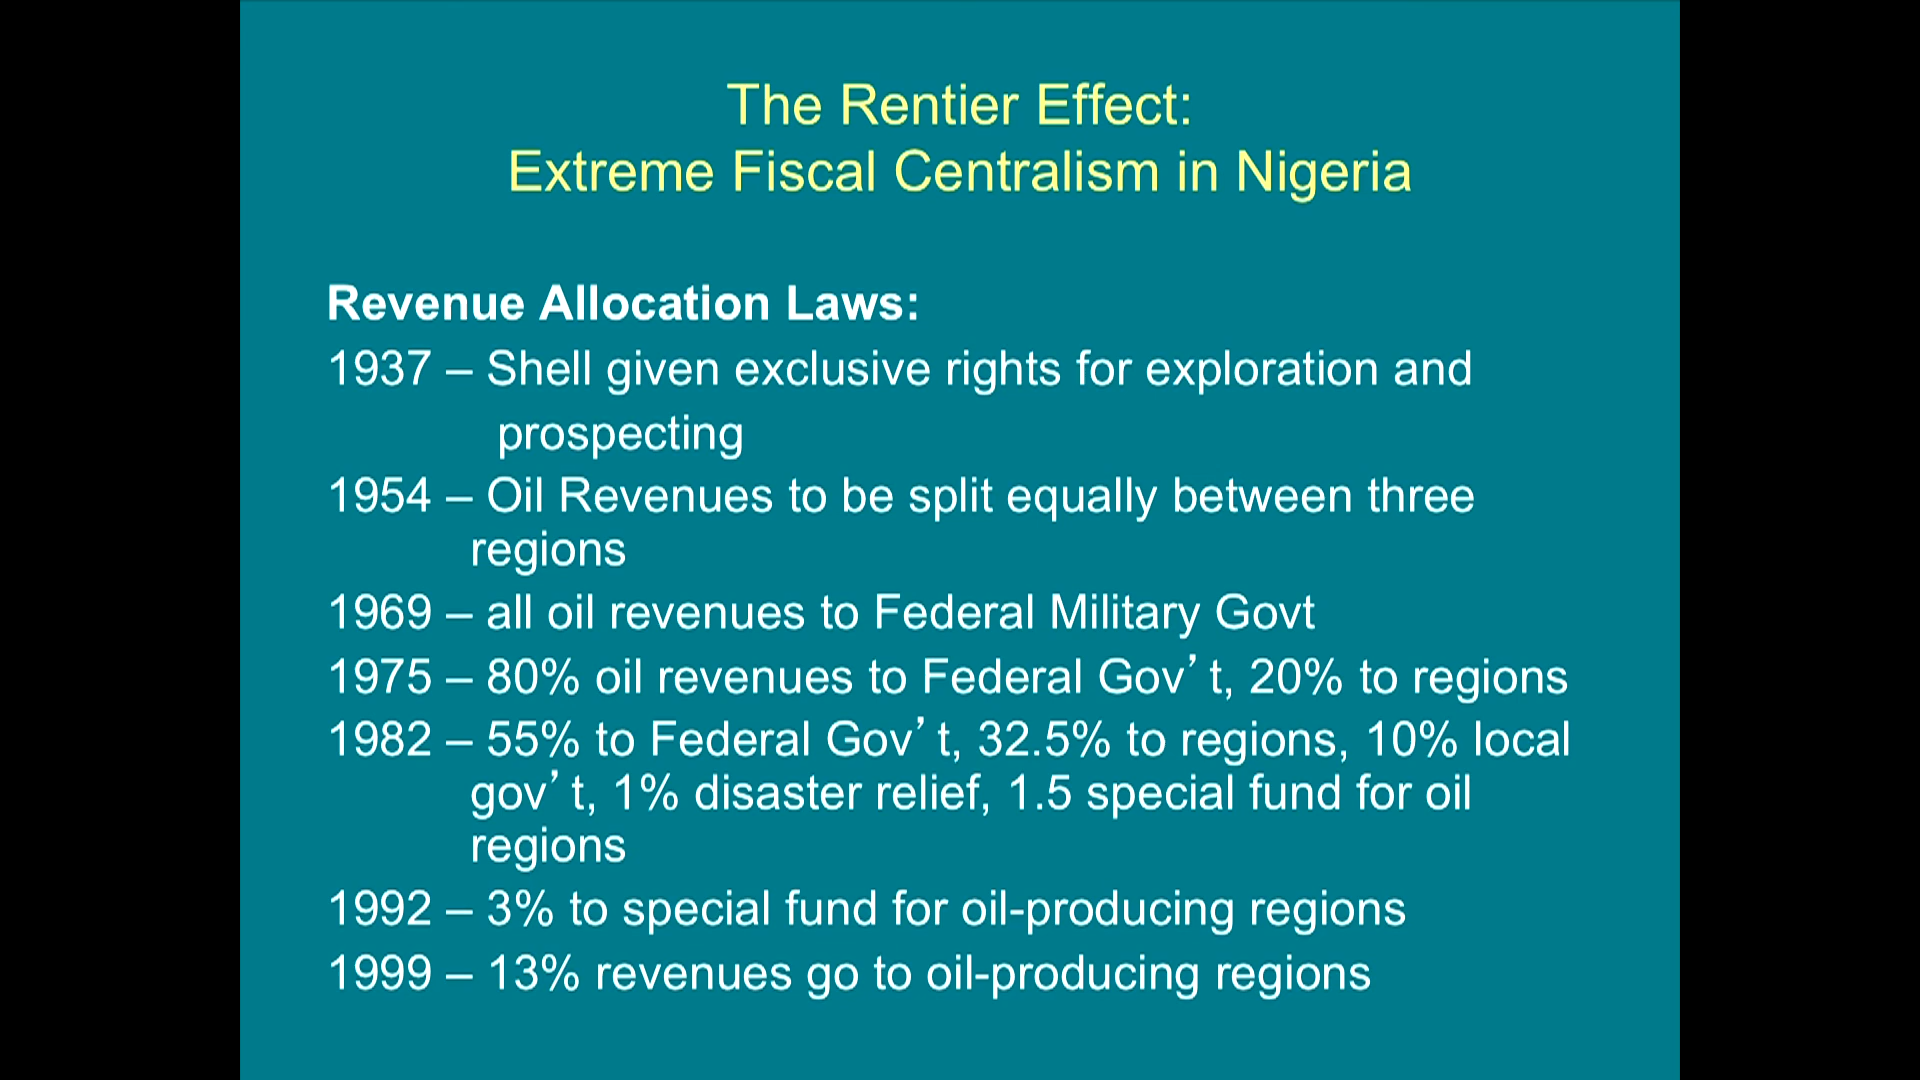 The Rentier Effect:
Extreme Fiscal Centralism in Nigeria
Revenue Allocation Laws:
1937 – Shell given exclusive rights for exploration and
prospecting
1954 – Oil Revenues to be split equally between three
regions
1969 – all oil revenues to Federal Military Govt
1975 – 80% oil revenues to Federal Gov’ t, 20% to regions
1982 – 55% to Federal Gov’ t, 32.5% to regions, 10% local
gov’ t, 1% disaster relief, 1.5 special fund for oil
regions
1992 – 3% to special fund for oil-producing regions
1999 – 13% revenues go to oil-producing regions